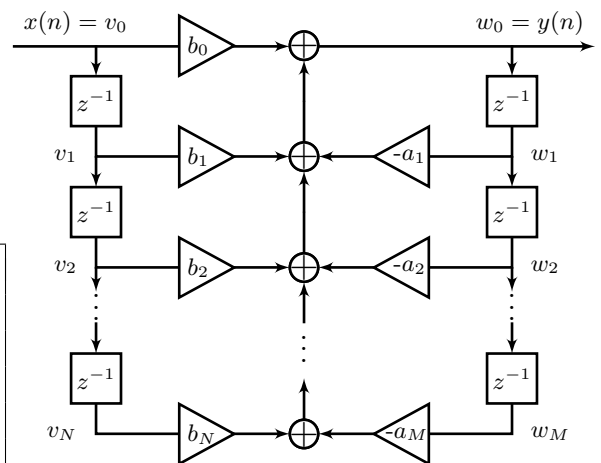 x(n) = v₀ w₀ = y(n)
b₀
z⁻¹ z⁻¹
v₁ b₁ -a₁ w₁
z⁻¹ z⁻¹
v₂ b₂ -a₂ w₂
z⁻¹ z⁻¹
v_N b_N -a_M w_M